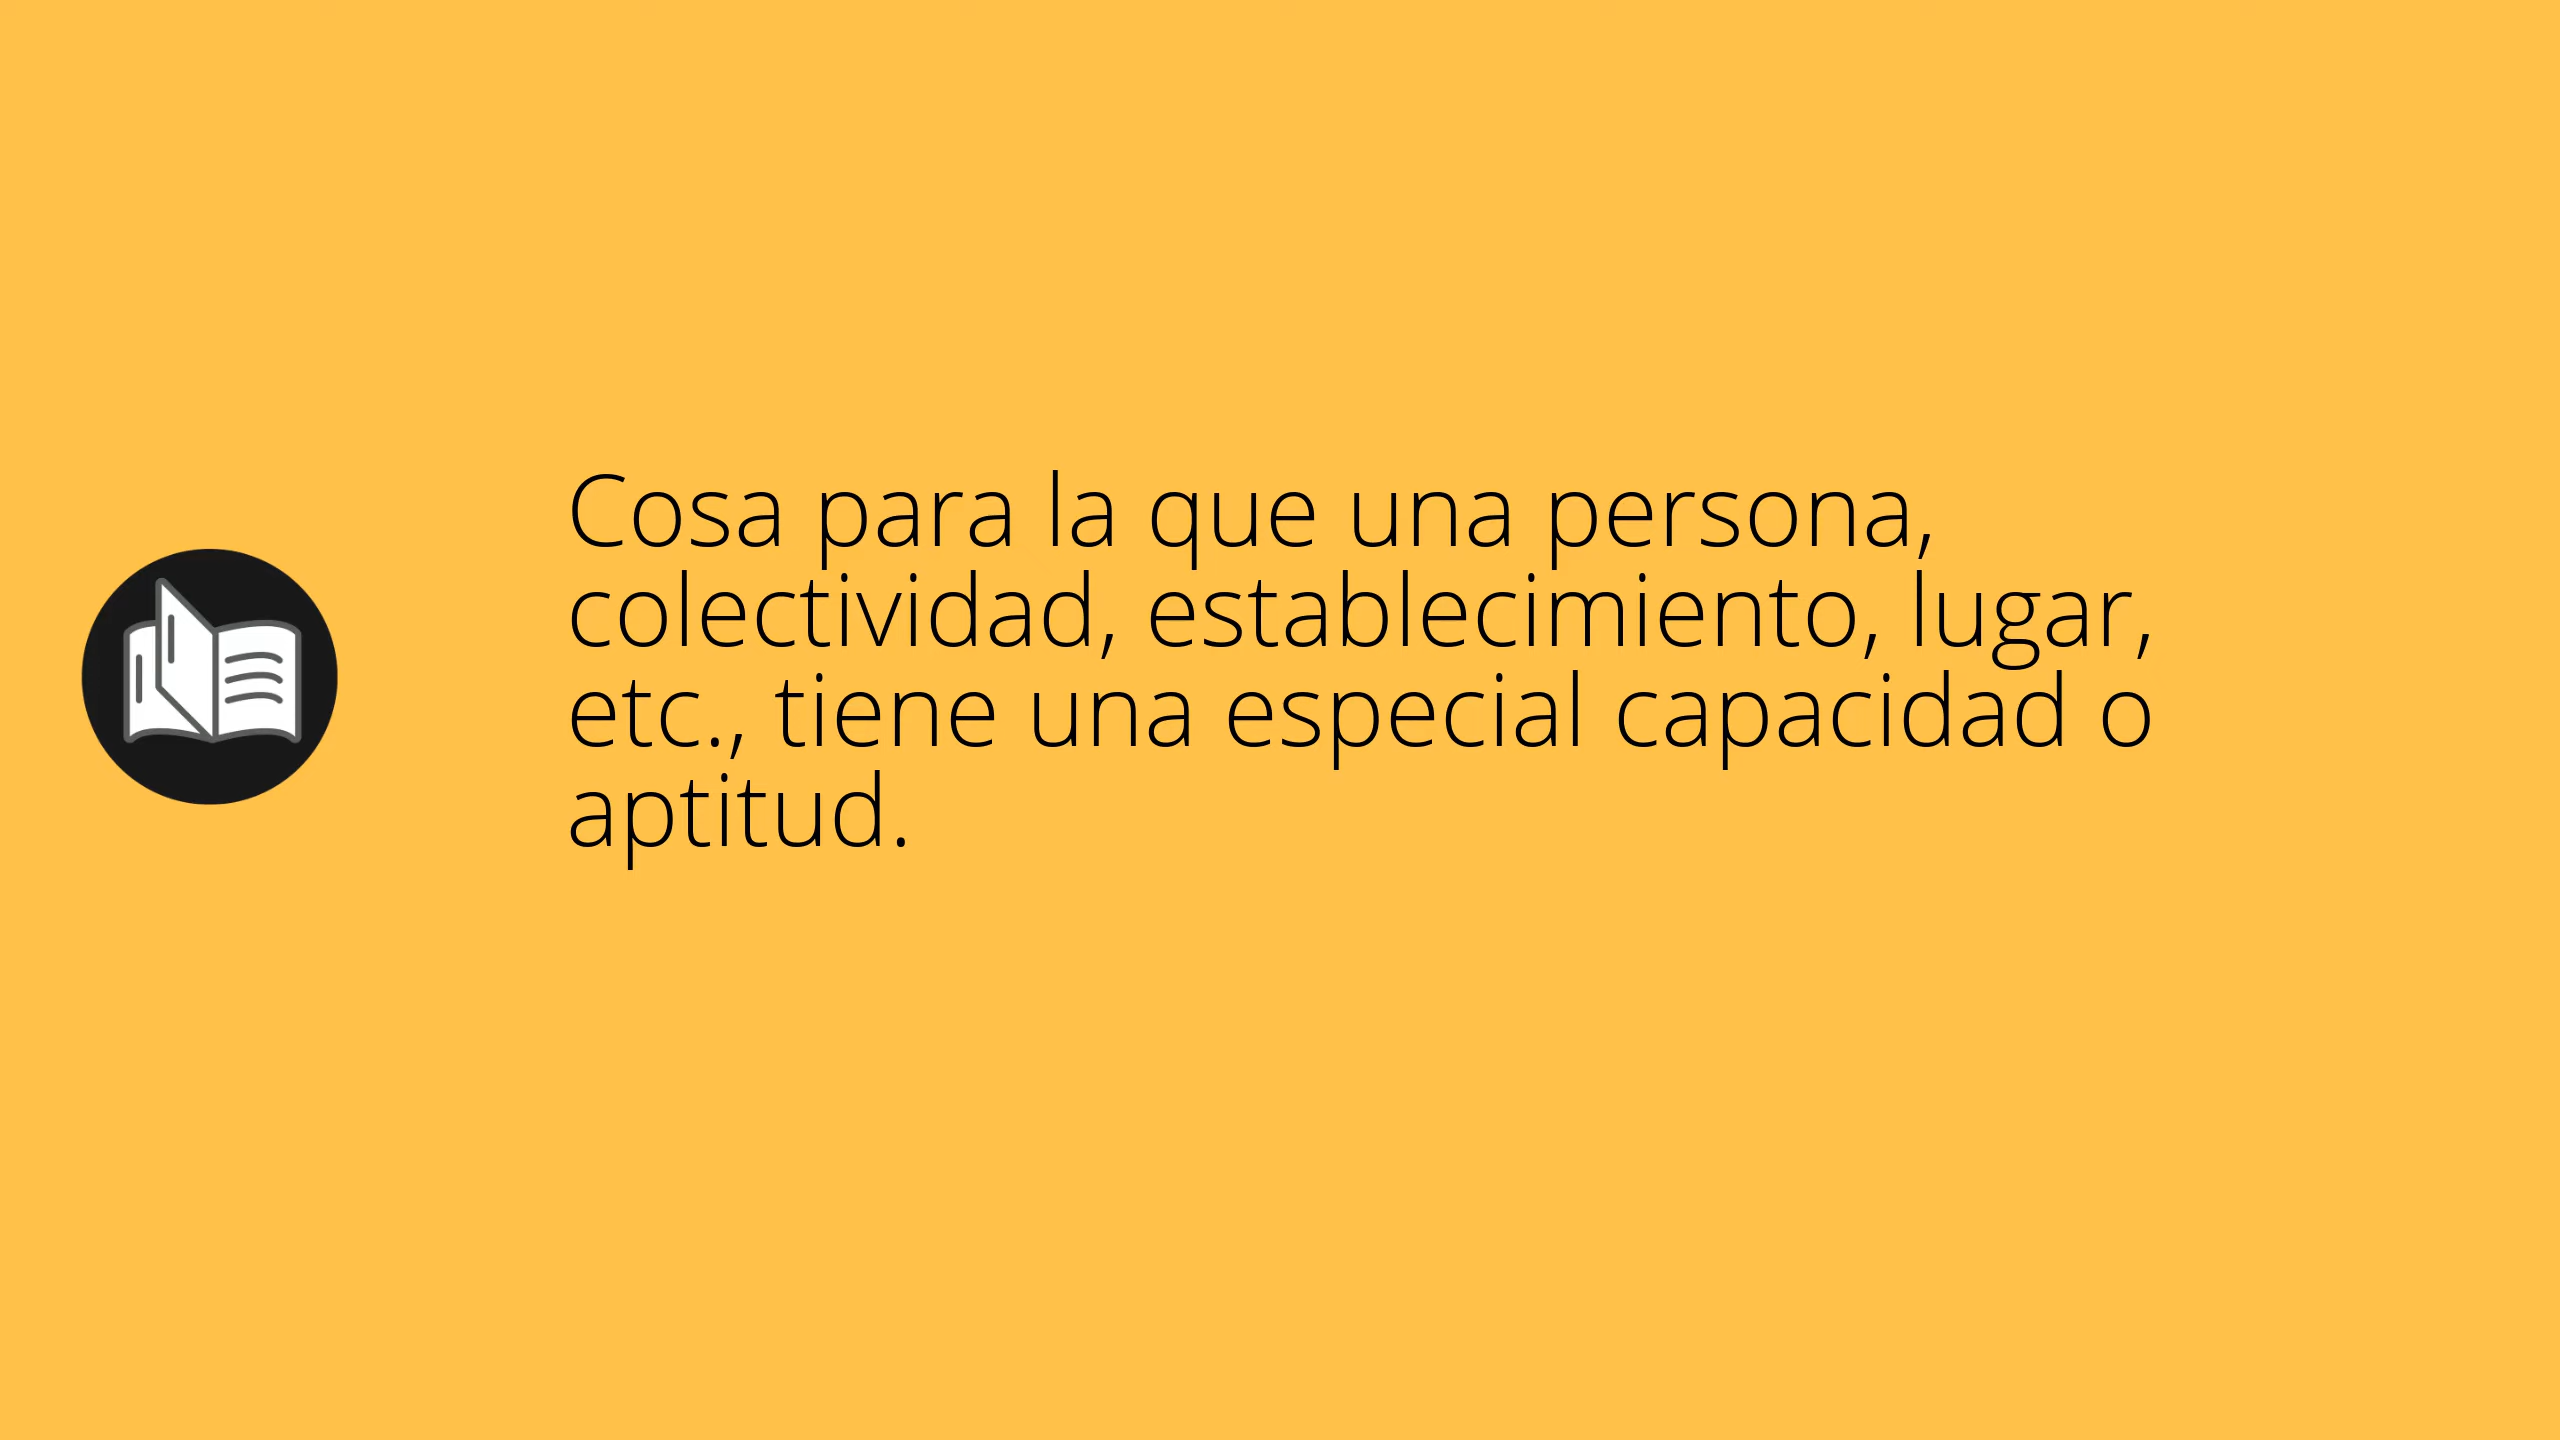 Cosa para la que una persona,
colectividad, establecimiento, lugar,
etc., tiene una especial capacidad o
aptitud.